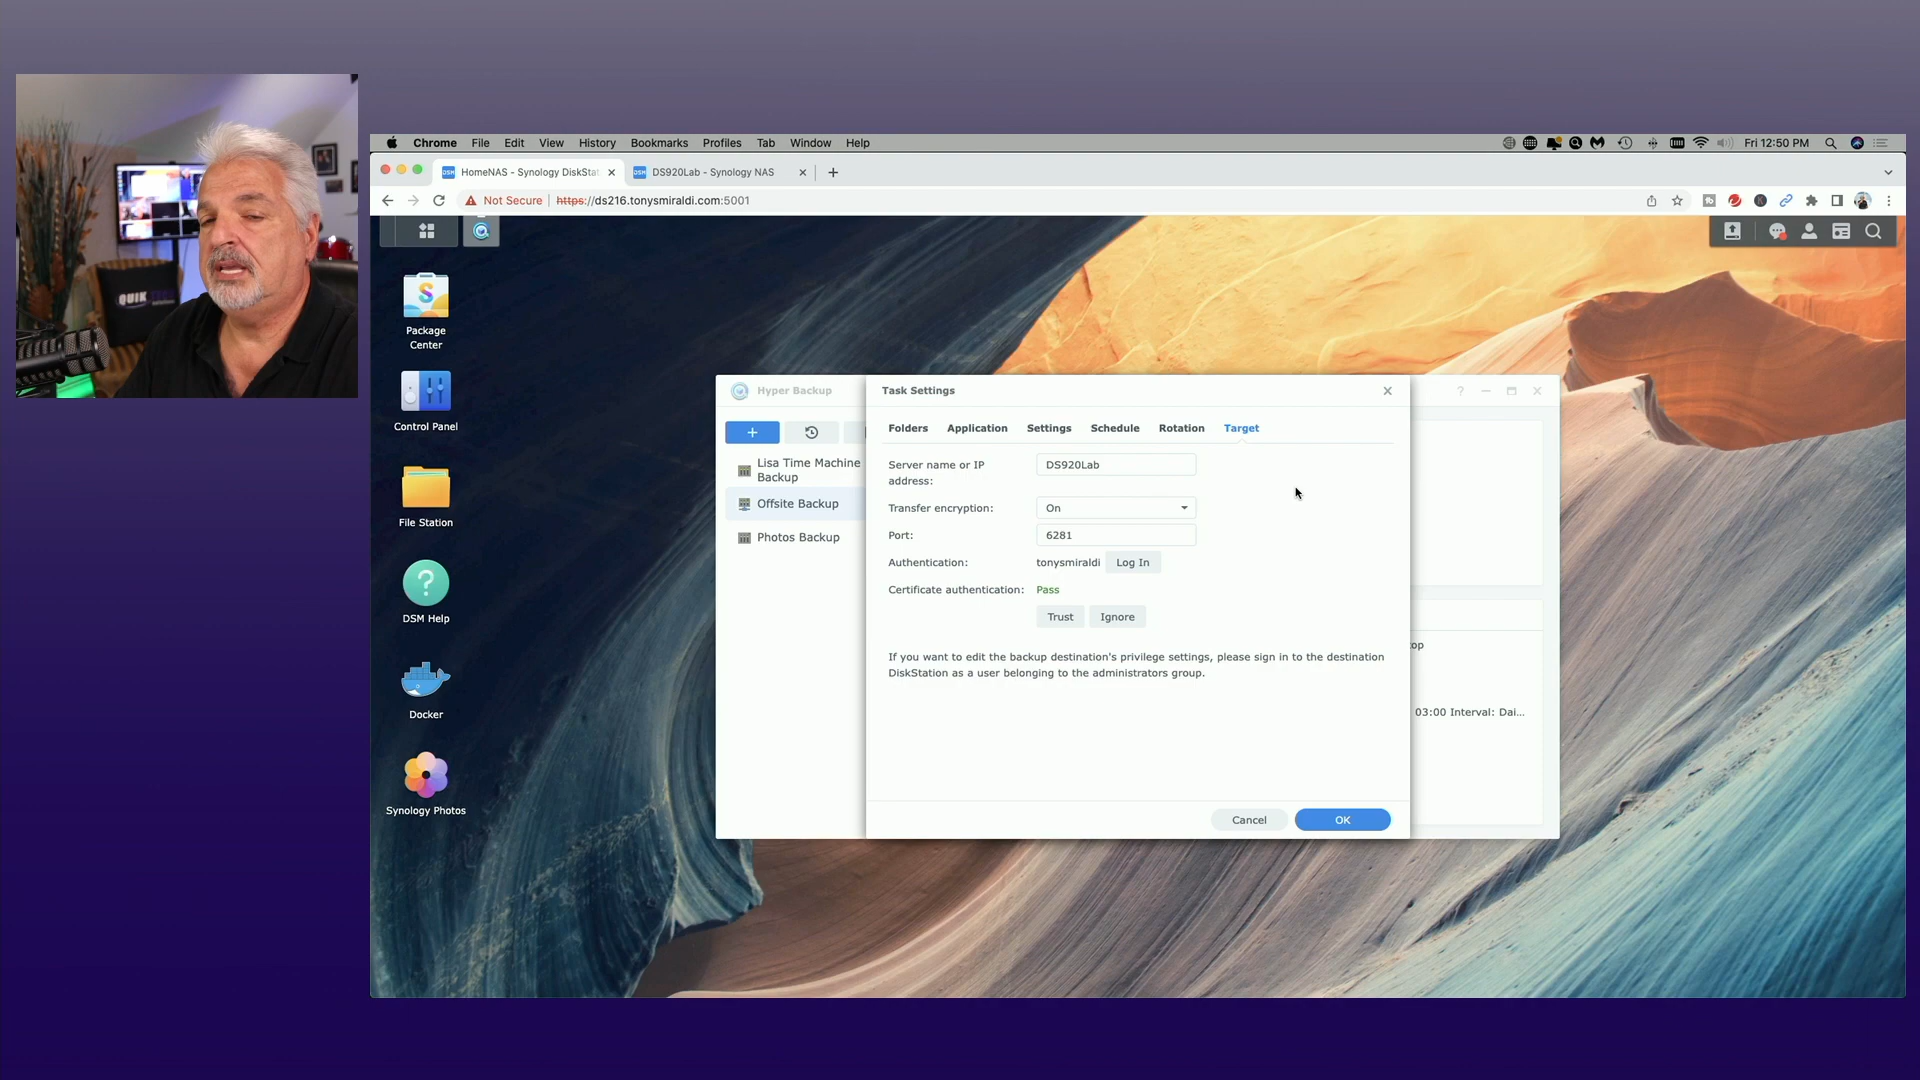 QUIK
Chrome File Edit View History Bookmarks Profiles Tab Window Help
Fri 12:50 PM
HomeNAS - Synology DiskStat
DS920Lab - Synology NAS
Not Secure https://ds216.tonysmiraldi.com:5001
Package
Center
Control Panel
File Station
DSM Help
Docker
Synology Photos
Hyper Backup
Lisa Time Machine
Backup
Offsite Backup
Photos Backup
Task Settings
Folders Application Settings Schedule Rotation Target
Server name or IP
address:
DS920Lab
Transfer encryption: On
Port: 6281
Authentication: tonysmiraldi Log In
Certificate authentication: Pass
Trust Ignore
If you want to edit the backup destination's privilege settings, please sign in to the destination
DiskStation as a user belonging to the administrators group.
Cancel OK
op
03:00 Interval: Dai...